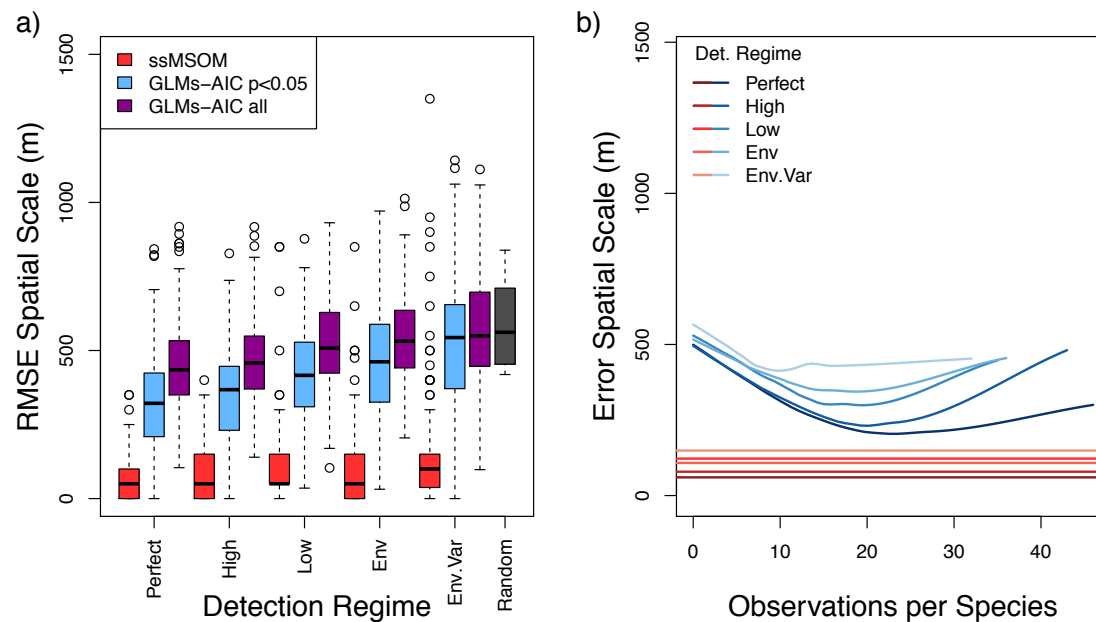 a)
1500
1000
500
0
RMSE Spatial Scale (m)
ssMSOM
GLMs-AIC p<0.05
GLMs-AIC all
Perfect
High
Low
Env
Env.Var
Random
Detection Regime
b)
1500
1000
500
0
Error Spatial Scale (m)
Det. Regime
Perfect
High
Low
Env
Env.Var
0 10 20 30 40
Observations per Species